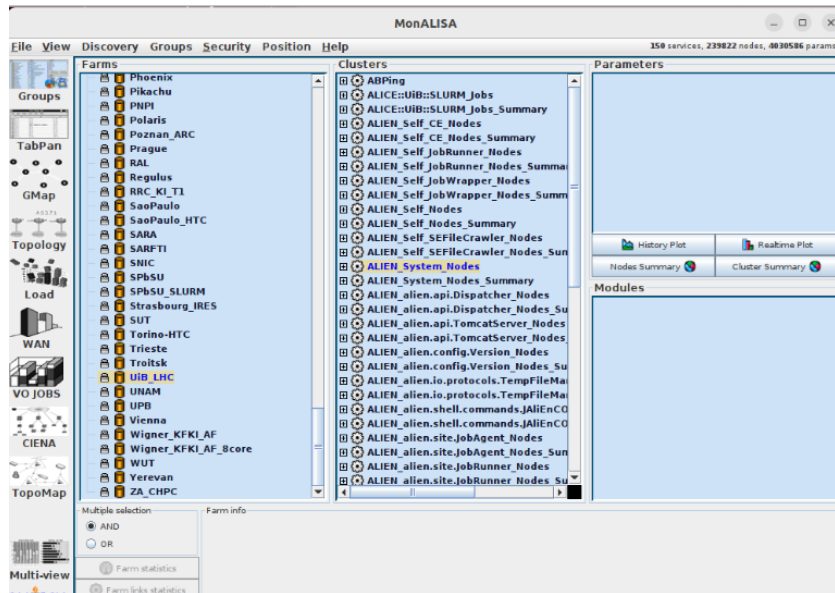 MonALISA
File View Discovery Groups Security Position Help
150 services, 239822 nodes, 4030586 params
Groups
TabPan
GMap
Topology
Load
WAN
VO JOBS
CIENA
TopoMap
Multi-view
Farms
Phoenix
Pikachu
PNPI
Polaris
Poznan_ARC
Prague
RAL
Regulus
RRC_KI_T1
SaoPaulo
SaoPaulo_HTC
SARA
SARFTI
SNIC
SPbSU
SPbSU_SLURM
Strasbourg_IRES
SUT
Torino-HTC
Trieste
Troitsk
UiB_LHC
UNAM
UPB
Vienna
Wigner_KFKI_AF
Wigner_KFKI_AF_8core
WUT
Yerevan
ZA_CHPC
Clusters
ABPing
ALICE::UiB::SLURM_Jobs
ALICE::UiB::SLURM_Jobs_Summary
ALIEN_Self_CE_Nodes
ALIEN_Self_CE_Nodes_Summary
ALIEN_Self_JobRunner_Nodes
ALIEN_Self_JobRunner_Nodes_Summa
ALIEN_Self_JobWrapper_Nodes
ALIEN_Self_JobWrapper_Nodes_Summ
ALIEN_Self_Nodes
ALIEN_Self_Nodes_Summary
ALIEN_Self_SEFileCrawler_Nodes
ALIEN_Self_SEFileCrawler_Nodes_Sun
ALIEN_System_Nodes
ALIEN_System_Nodes_Summary
ALIEN_alien.api.Dispatcher_Nodes
ALIEN_alien.api.Dispatcher_Nodes_Su
ALIEN_alien.api.TomcatServer_Nodes
ALIEN_alien.api.TomcatServer_Nodes_
ALIEN_alien.config.Version_Nodes
ALIEN_alien.config.Version_Nodes_Su
ALIEN_alien.io.protocols.TempFileMa
ALIEN_alien.io.protocols.TempFileMa
ALIEN_alien.shell.commands.JAliEnCO
ALIEN_alien.shell.commands.JAliEnCO
ALIEN_alien.site.JobAgent_Nodes
ALIEN_alien.site.JobAgent_Nodes_Sun
ALIEN_alien.site.JobRunner_Nodes
ALIEN_alien.site.JobRunner_Nodes_Su
Parameters
History Plot
Realtime Plot
Nodes Summary
Cluster Summary
Modules
Multiple selection
AND
OR
Farm info
Farm statistics
Farm links statistics